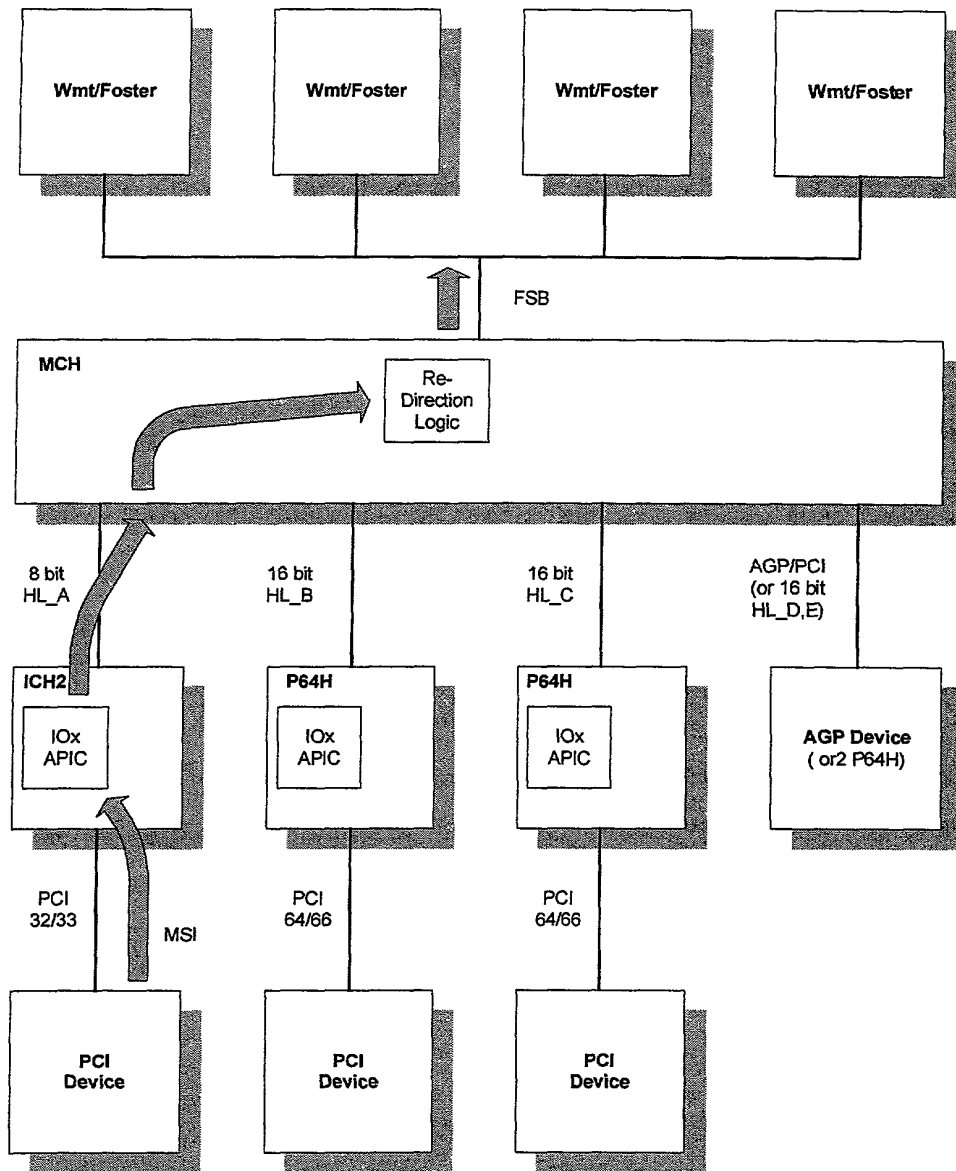 Wmt/Foster
Wmt/Foster
Wmt/Foster
Wmt/Foster
FSB
MCH
Re-
Direction
Logic
8 bit
HL_A
16 bit
HL_B
16 bit
HL_C
AGP/PCI
(or 16 bit
HL_D,E)
ICH2
IOx
APIC
P64H
IOx
APIC
P64H
IOx
APIC
AGP Device
( or2 P64H)
PCI
32/33
MSI
PCI
64/66
PCI
64/66
PCI
Device
PCI
Device
PCI
Device